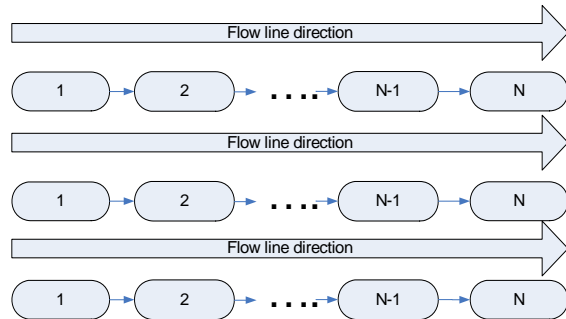 Flow line direction
1 2 .... N-1 N
Flow line direction
1 2 .... N-1 N
Flow line direction
1 2 .... N-1 N